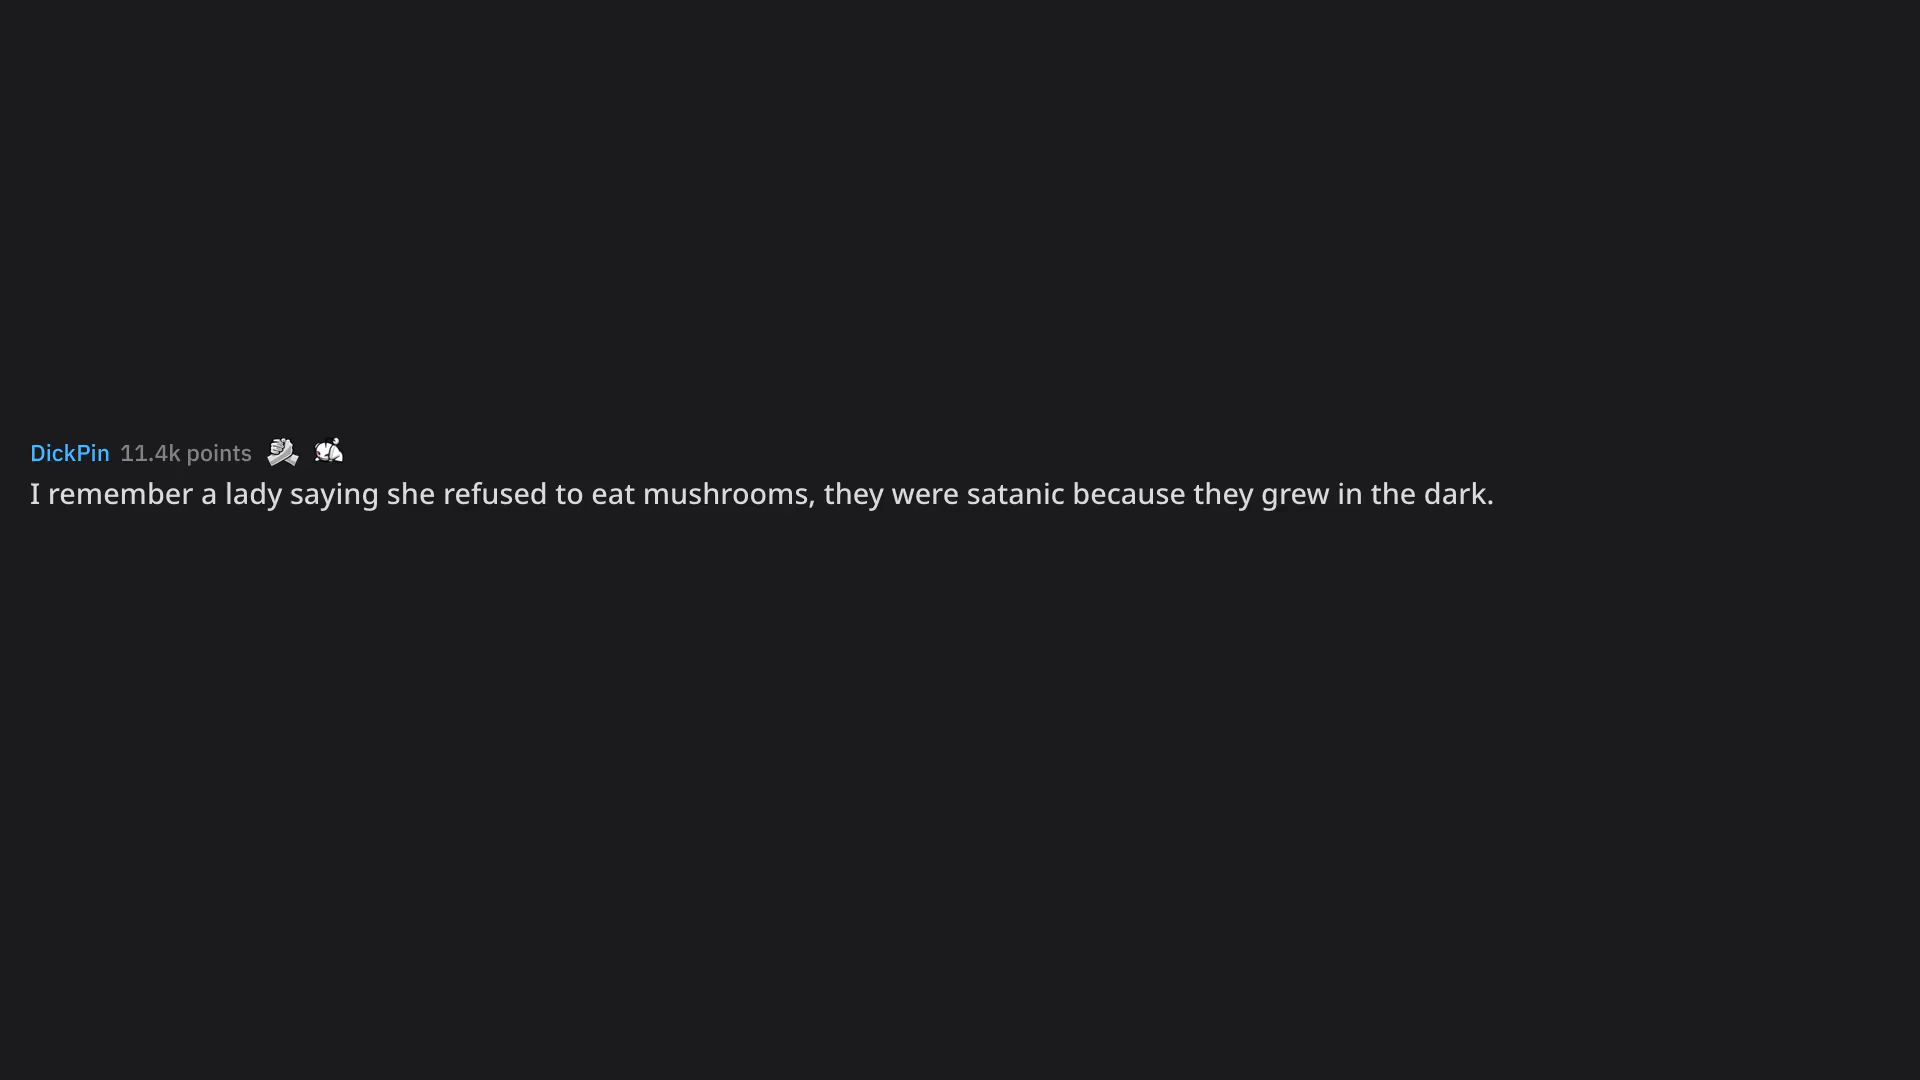 DickPin 11.4k points
I remember a lady saying she refused to eat mushrooms, they were satanic because they grew in the dark.